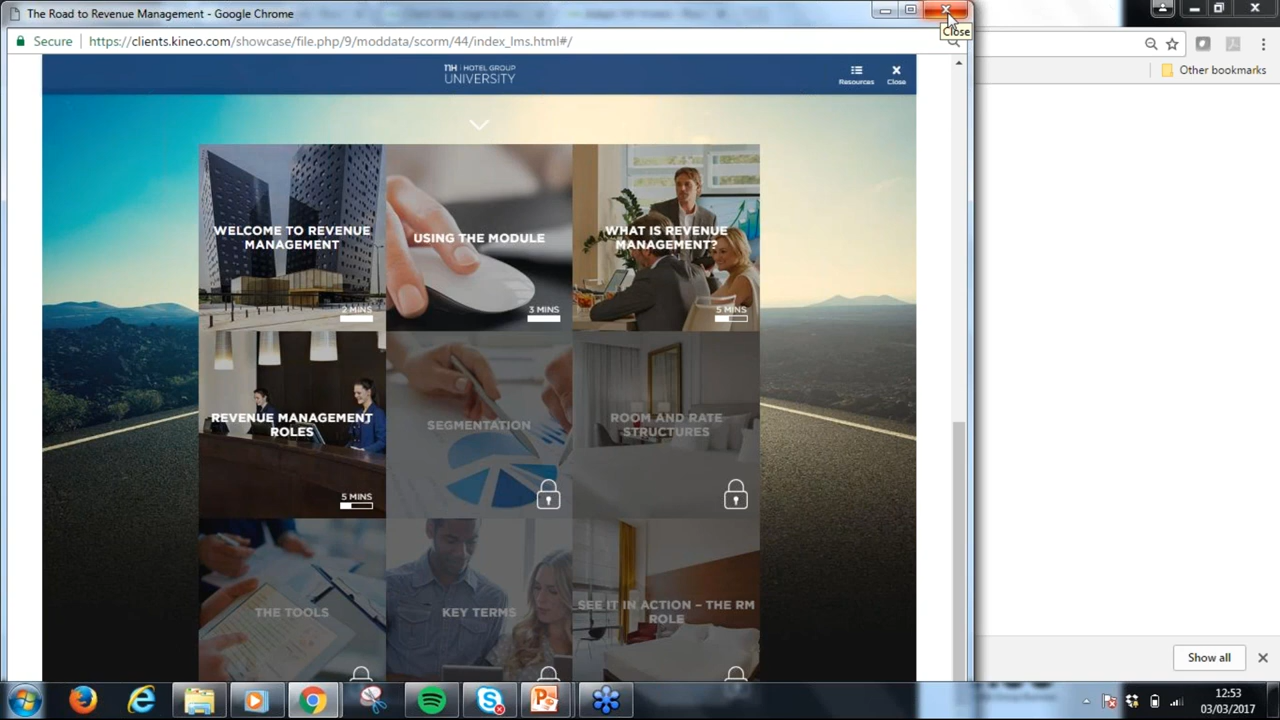 The Road to Revenue Management - Google Chrome
Close
Secure https://clients.kineo.com/showcase/file.php/9/moddata/scorm/44/index_lms.html#/
Other bookmarks
nH HOTEL GROUP
UNIVERSITY
Resources
Close
WELCOME TO REVENUE
MANAGEMENT
2 MINS
USING THE MODULE
3 MINS
WHAT IS REVENUE
MANAGEMENT?
5 MINS
REVENUE MANAGEMENT
ROLES
5 MINS
SEGMENTATION
ROOM AND RATE
STRUCTURES
THE TOOLS
KEY TERMS
SEE IT IN ACTION – THE RM
ROLE
Show all
12:53
03/03/2017